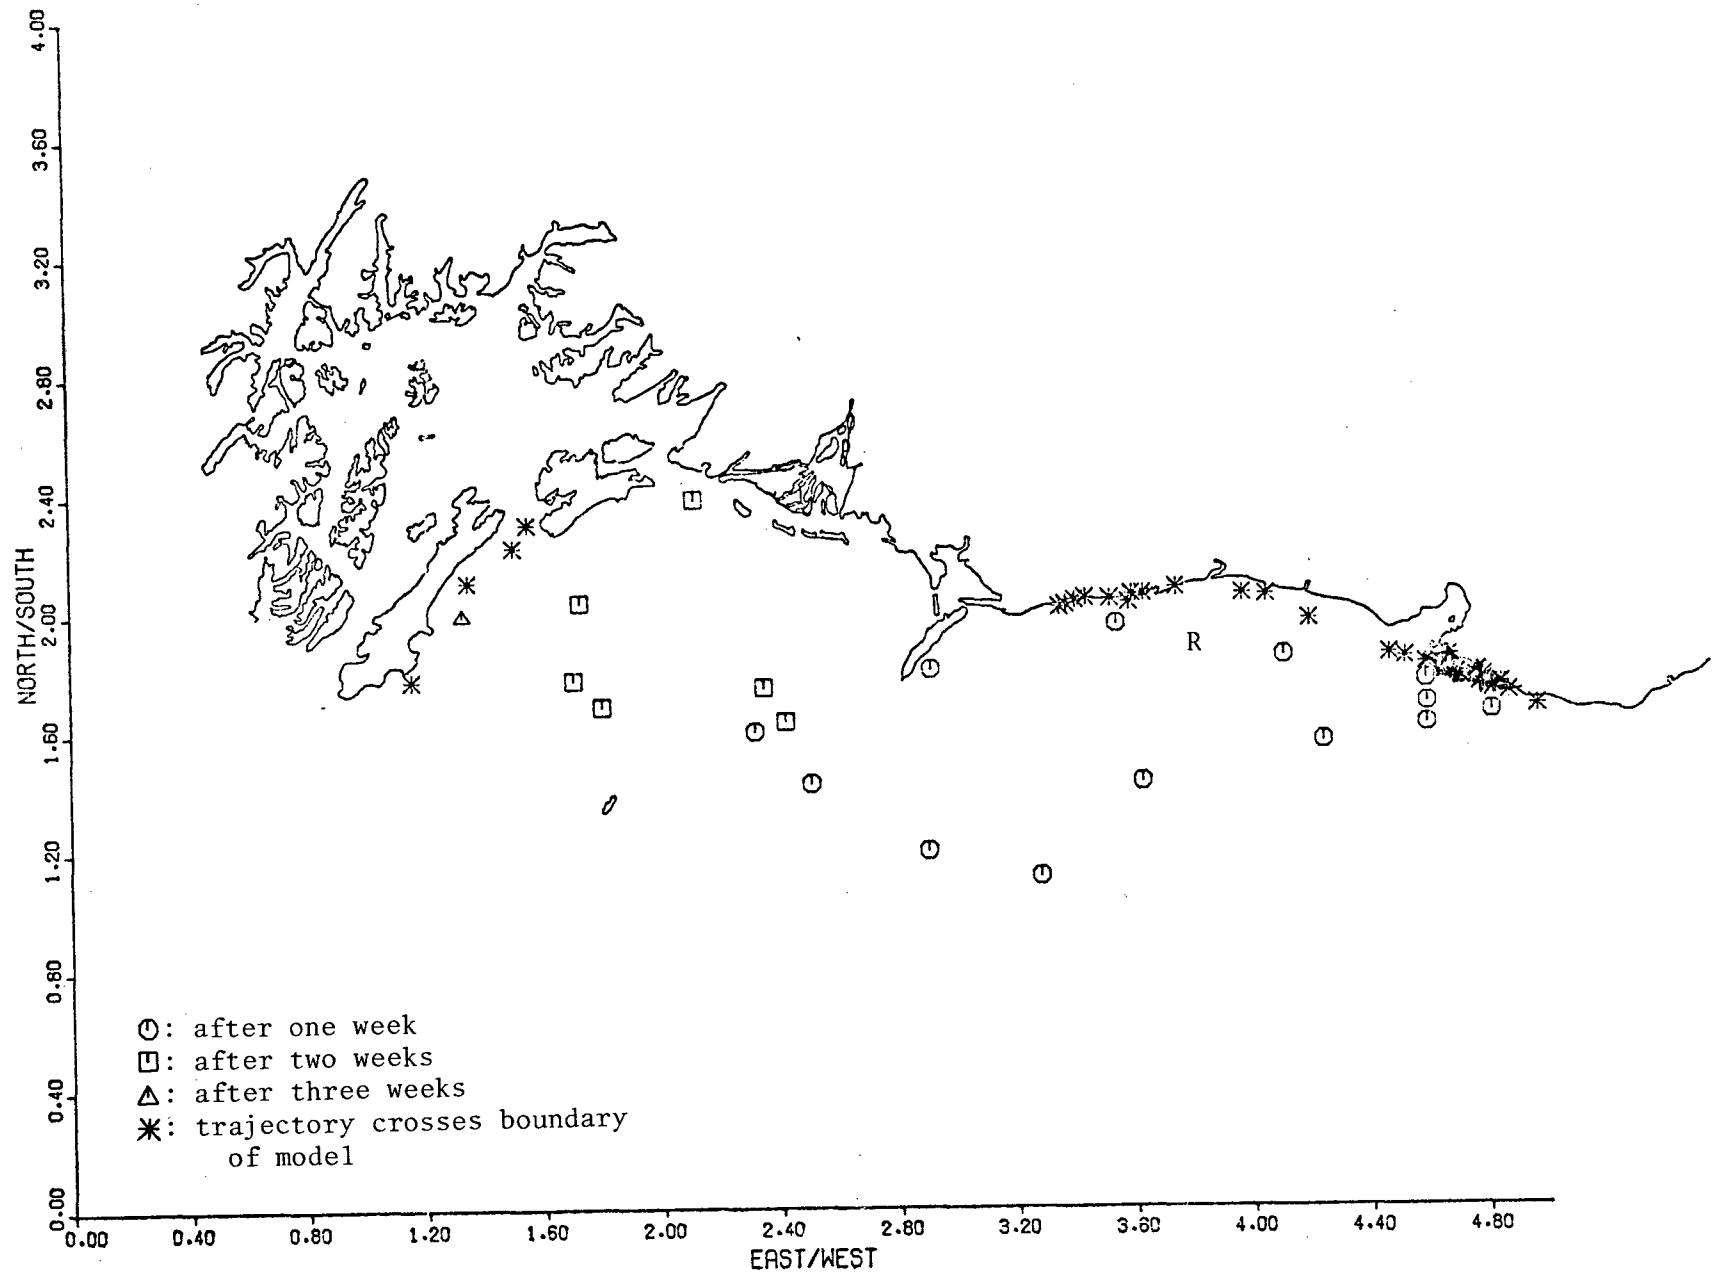 4.00
3.60
3.20
2.80
2.40
2.00
1.60
1.20
0.80
0.40
0.00
NORTH/SOUTH
R
: after one week
: after two weeks
: after three weeks
: trajectory crosses boundary
of model
0.00 0.40 0.80 1.20 1.60 2.00 2.40 2.80 3.20 3.60 4.00 4.40 4.80
EAST/WEST